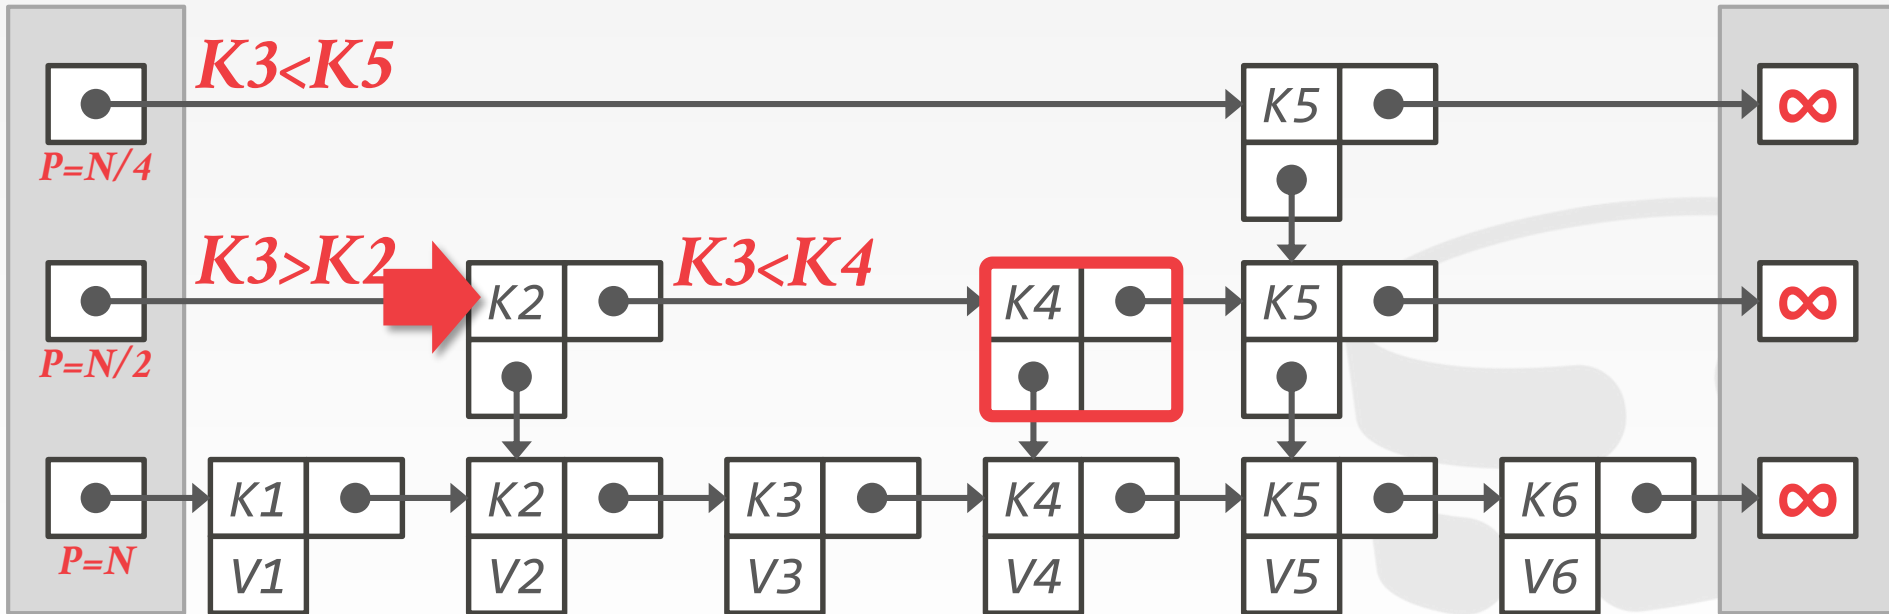 K3<K5
K5 ∞
P=N/4
K3>K2 K3<K4
K2 K4 K5 ∞
P=N/2
K1 K2 K3 K4 K5 K6 ∞
P=N
V1 V2 V3 V4 V5 V6